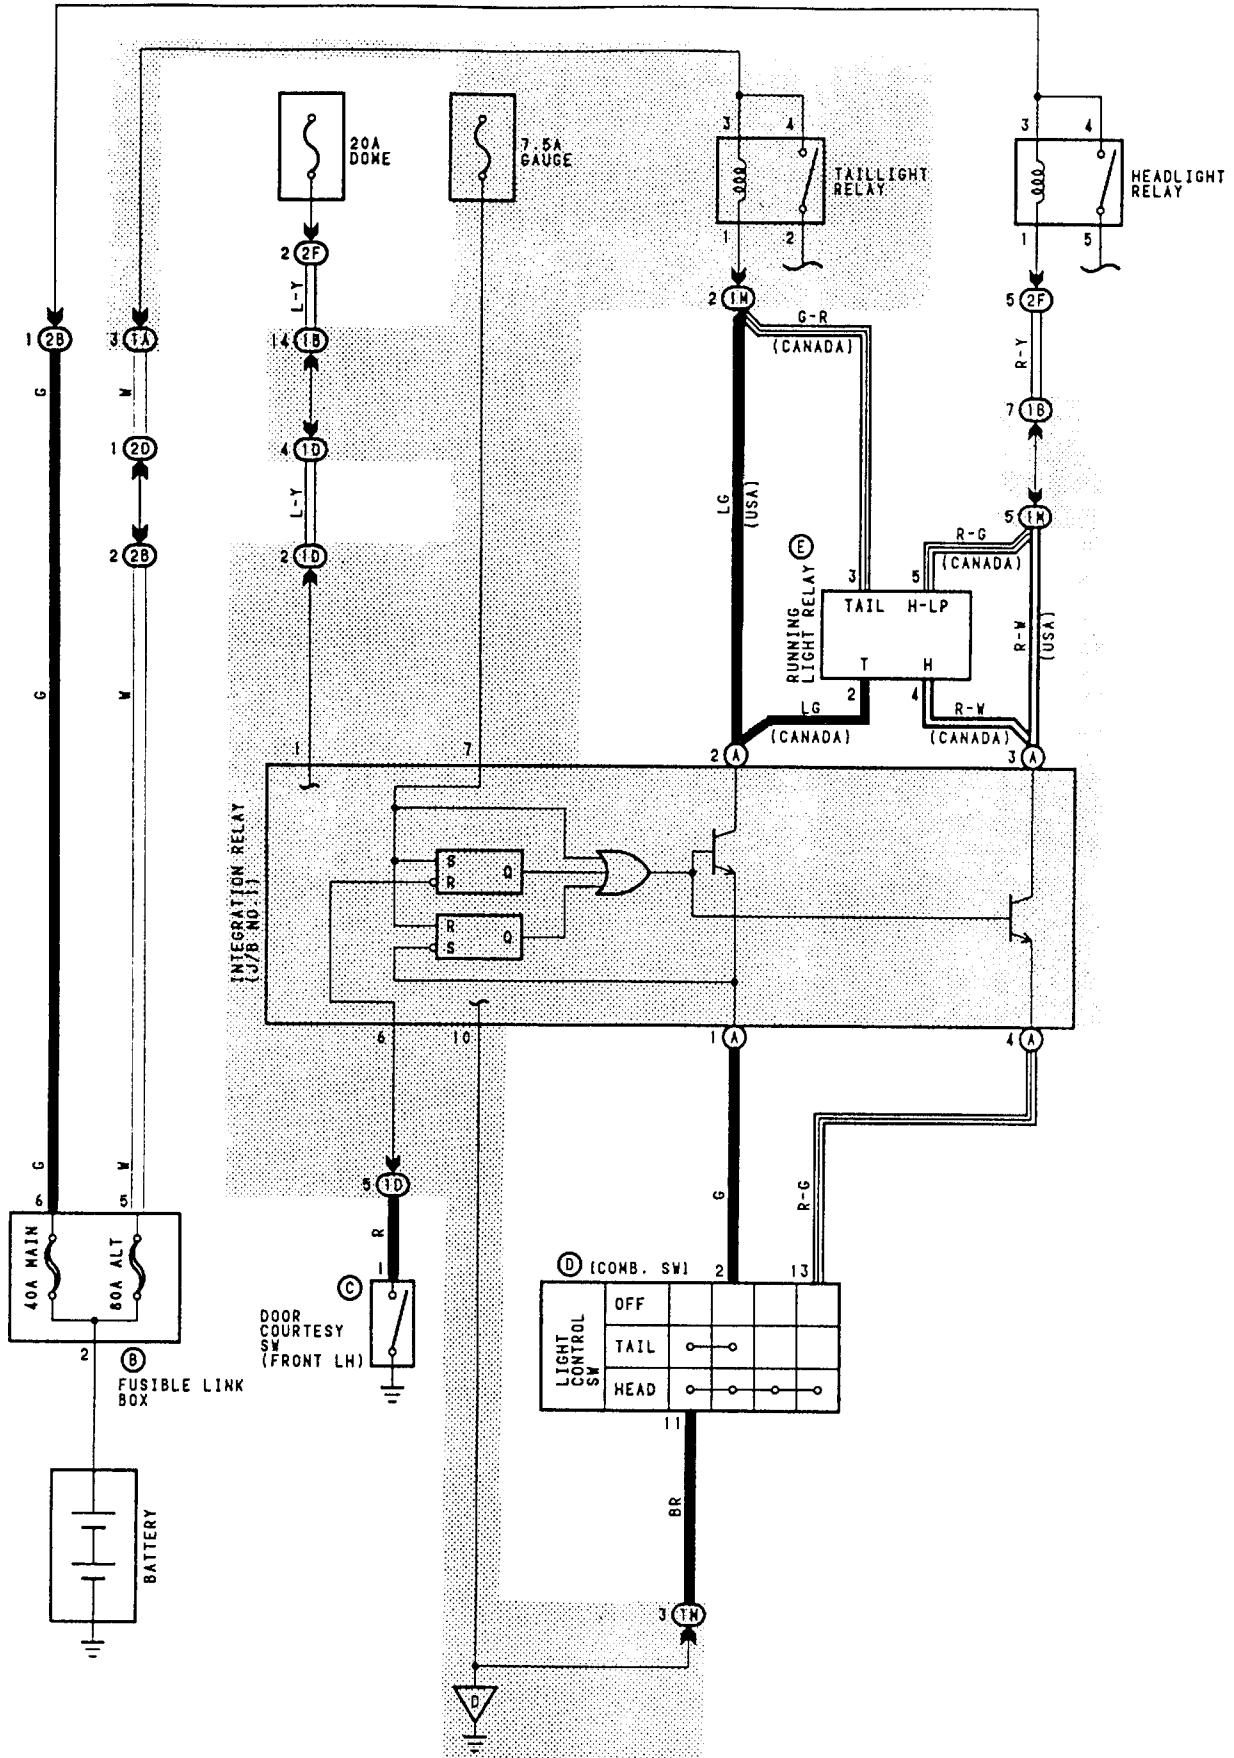 20A
DOME
7.5A
GAUGE
3
4
TAILLIGHT
RELAY
1
2
3
4
HEADLIGHT
RELAY
1
5
2 2F
L-Y
2 1M
G-R
(CANADA)
5 2F
R-Y
1 2B
3 1A
14 1B
G
W
7 1B
1 2D
4 1D
L-Y
LG
(USA)
5 1M
R-G
(CANADA)
2 2B
2 1D
E
RUNNING
LIGHT RELAY
3
5
TAIL
H-LP
T
H
2
4
R-W
(USA)
G
W
LG
(CANADA)
R-W
(CANADA)
1
7
2 A
3 A
INTEGRATION RELAY
(J/B NO.1)
S
R
Q
R
S
Q
6
10
1 A
4 A
G
W
5 1D
R
G
R-G
6
5
40A MAIN
80A ALT
2
B
FUSIBLE LINK
BOX
C
1
DOOR
COURTESY
SW
(FRONT LH)
D
[COMB. SW]
2
13
LIGHT
CONTROL
SW
OFF
TAIL
HEAD
11
BR
BATTERY
3 1M
D